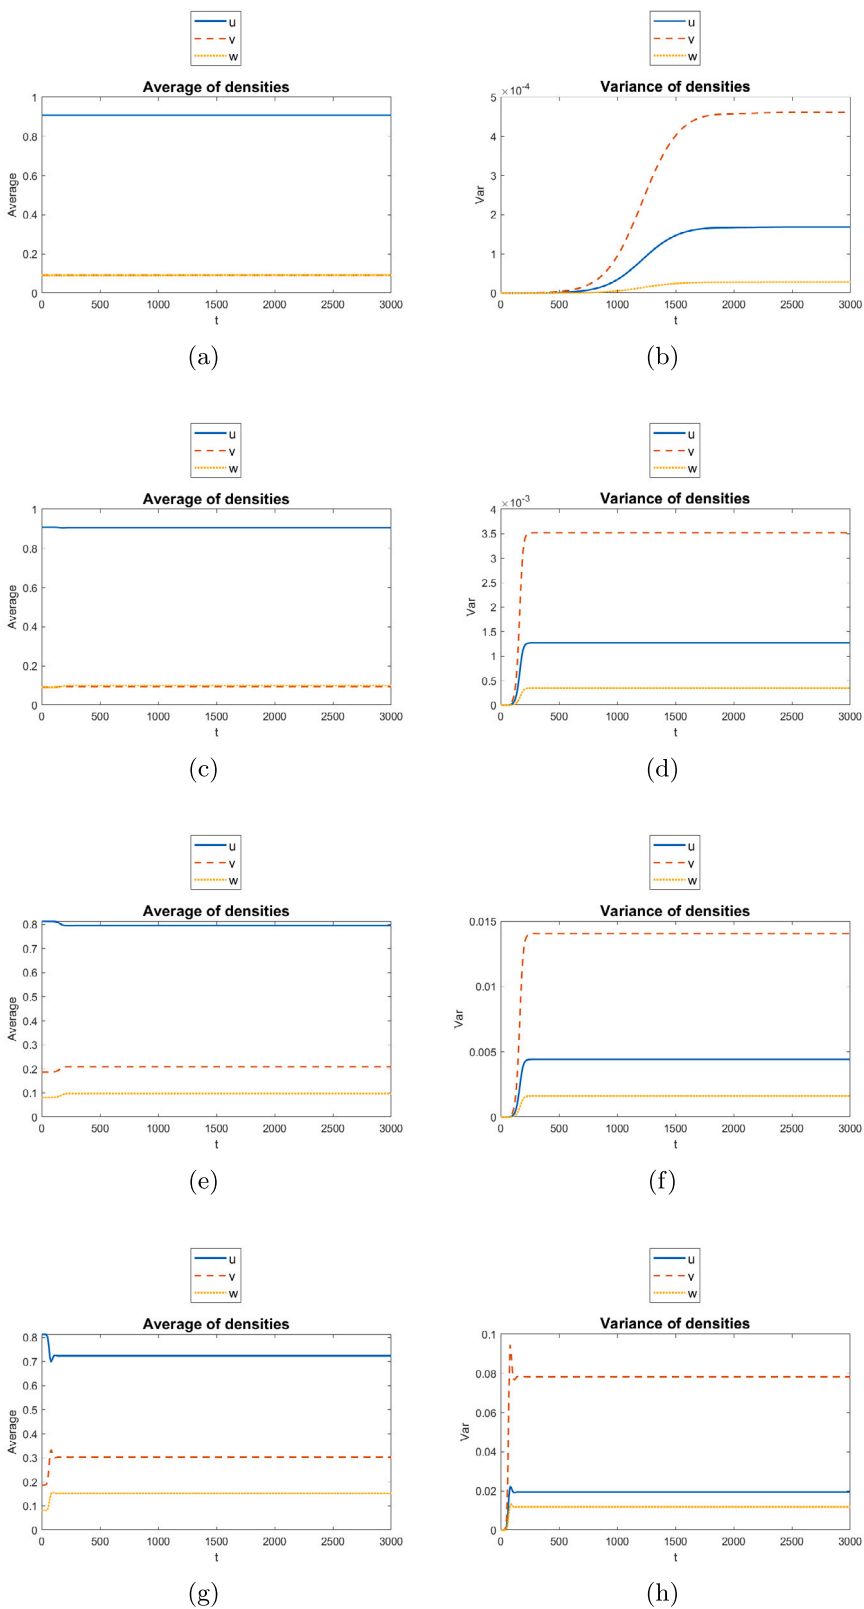 u
v
w
Average of densities
1
0.8
0.6
0.4
0.2
0
Average
0 500 1000 1500 2000 2500 3000
t
(a)
u
v
w
Variance of densities
×10-4
5
4
3
2
1
0
Var
0 500 1000 1500 2000 2500 3000
t
(b)
u
v
w
Average of densities
1
0.8
0.6
0.4
0.2
0
Average
0 500 1000 1500 2000 2500 3000
t
(c)
u
v
w
Variance of densities
×10-3
4
3.5
3
2.5
2
1.5
1
0.5
0
Var
0 500 1000 1500 2000 2500 3000
t
(d)
u
v
w
Average of densities
0.8
0.7
0.6
0.5
0.4
0.3
0.2
0.1
0
Average
0 500 1000 1500 2000 2500 3000
t
(e)
u
v
w
Variance of densities
0.015
0.01
0.005
0
Var
0 500 1000 1500 2000 2500 3000
t
(f)
u
v
w
Average of densities
0.8
0.7
0.6
0.5
0.4
0.3
0.2
0.1
0
Average
0 500 1000 1500 2000 2500 3000
t
(g)
u
v
w
Variance of densities
0.1
0.08
0.06
0.04
0.02
0
Var
0 500 1000 1500 2000 2500 3000
t
(h)